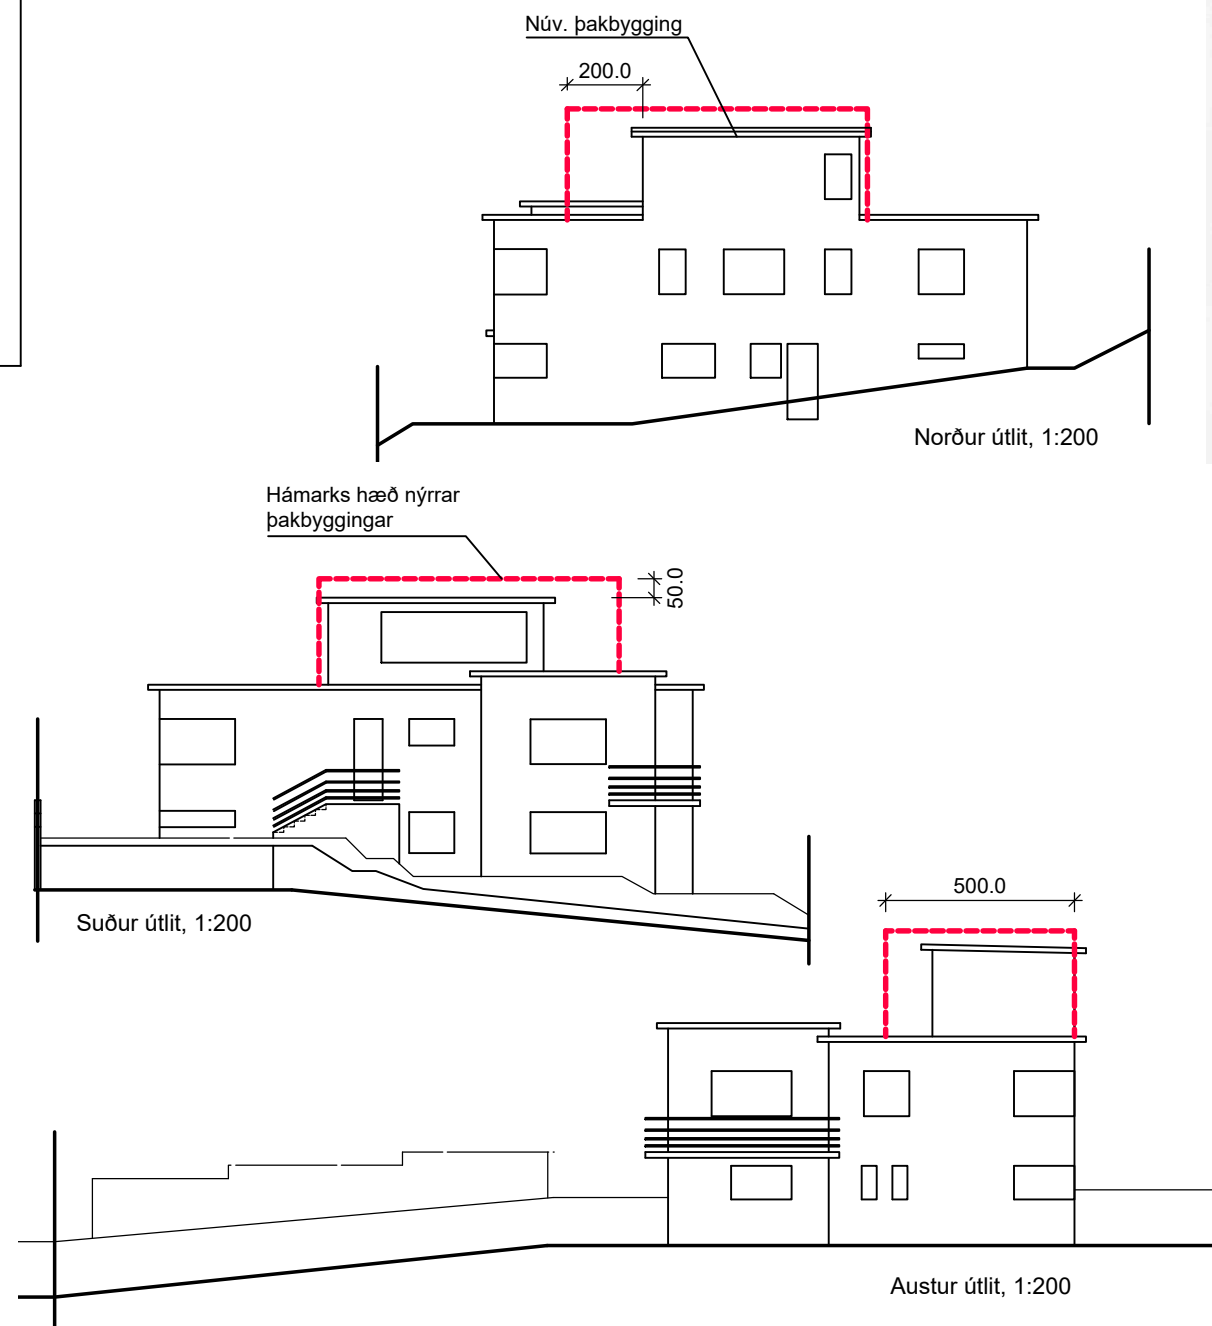 Núv. þakbygging
200.0
Norður útlit, 1:200
Hámarks hæð nýrrar
þakbyggingar
50.0
Suður útlit, 1:200
500.0
Austur útlit, 1:200